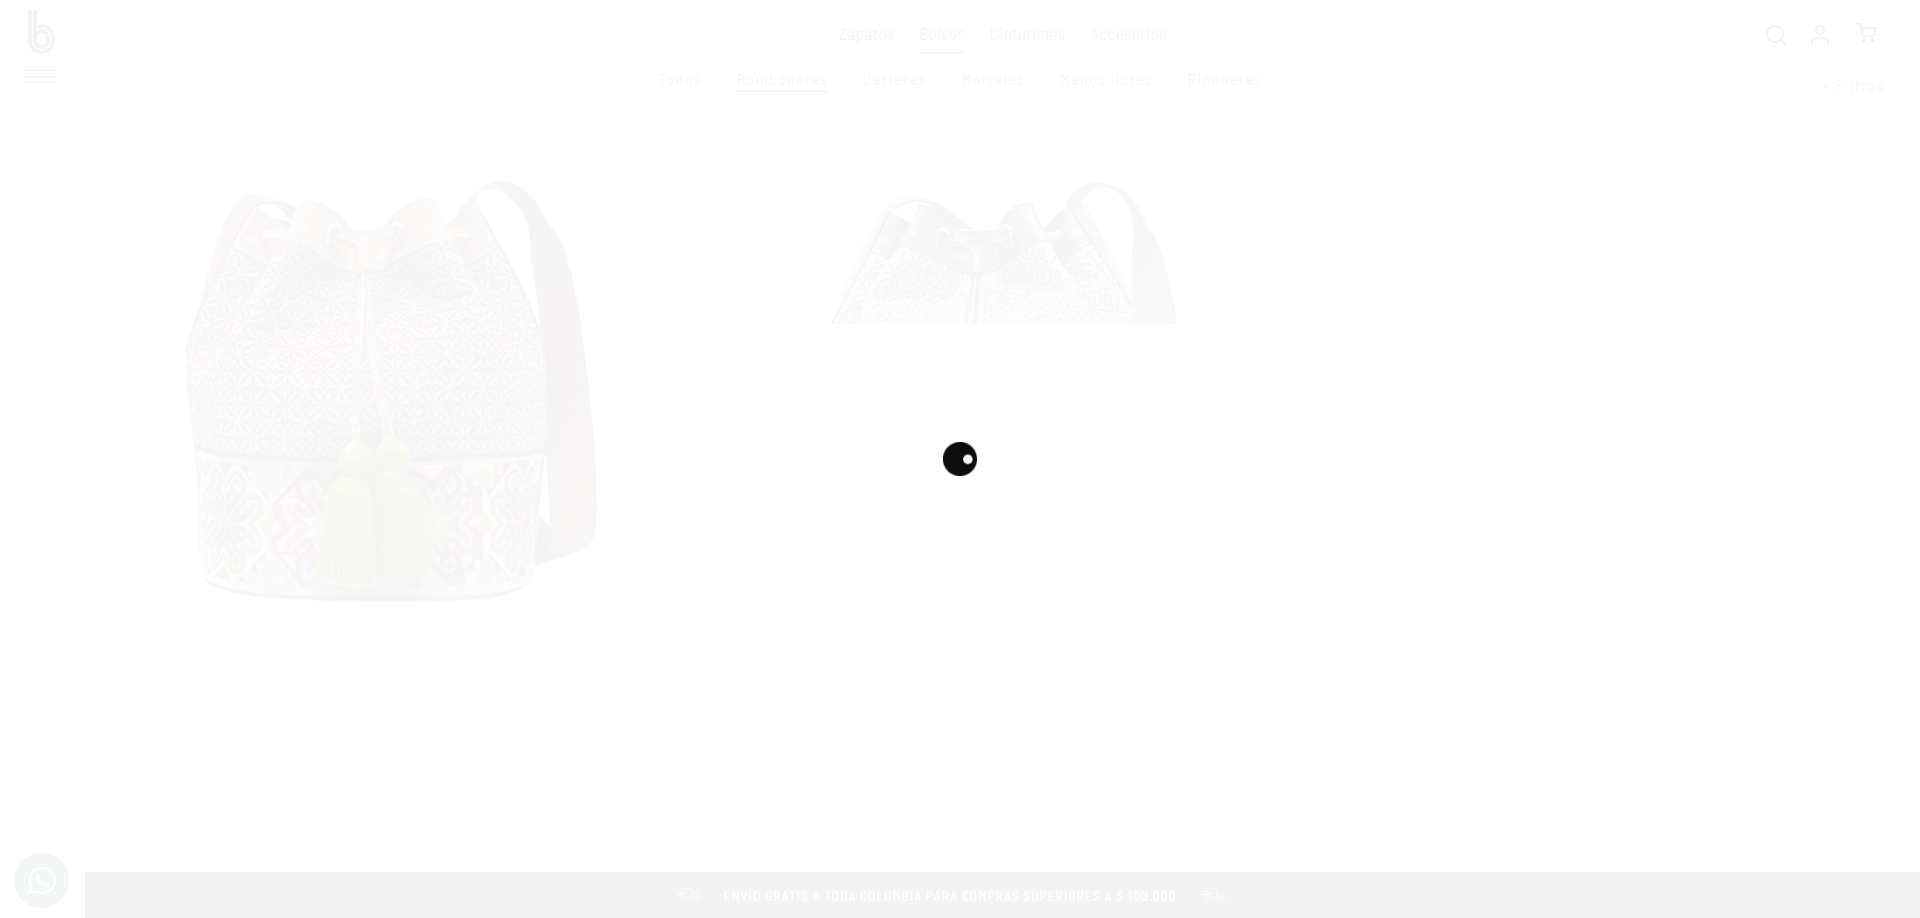 b
Zapatos Bolsos Cinturones Accesorios
Todos Bomboneras Carteras Morrales Manos libres Riñoneras
+ Filtros
ENVÍO GRATIS A TODA COLOMBIA PARA COMPRAS SUPERIORES A $ 100.000